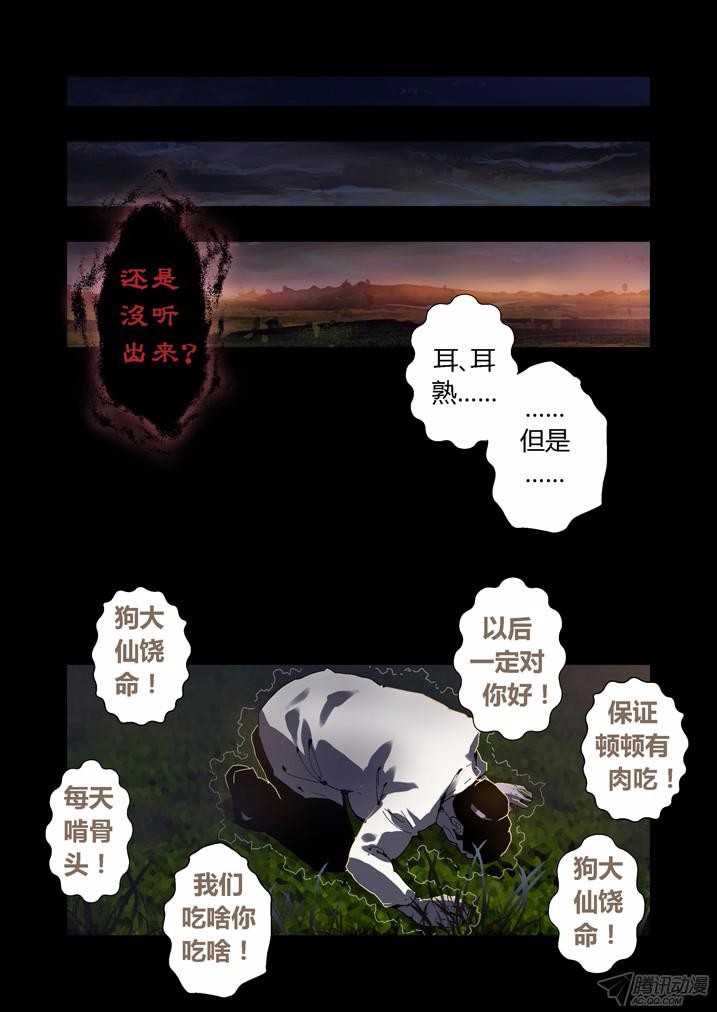 还是
沒听
出来？
耳、耳
熟……
……
但是
……
狗大
仙饶
命！
以后
一定对
你好！
保证
顿顿有
肉吃！
每天
啃骨
头！
我们
吃啥你
吃啥！
狗大
仙饶
命！
腾讯动漫
AC.QQ.COM